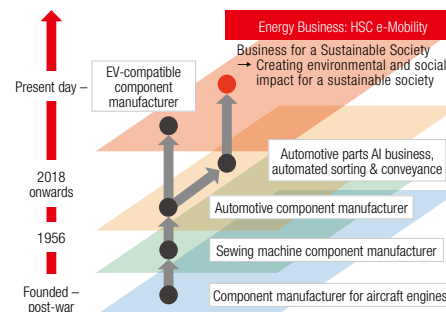 Energy Business: HSC e-Mobility
Business for a Sustainable Society
→ Creating environmental and social
impact for a sustainable society
EV-compatible
component
manufacturer
Present day –
Automotive parts AI business,
automated sorting & conveyance
2018
onwards
Automotive component manufacturer
1956
Sewing machine component manufacturer
Founded –
post-war
Component manufacturer for aircraft engines